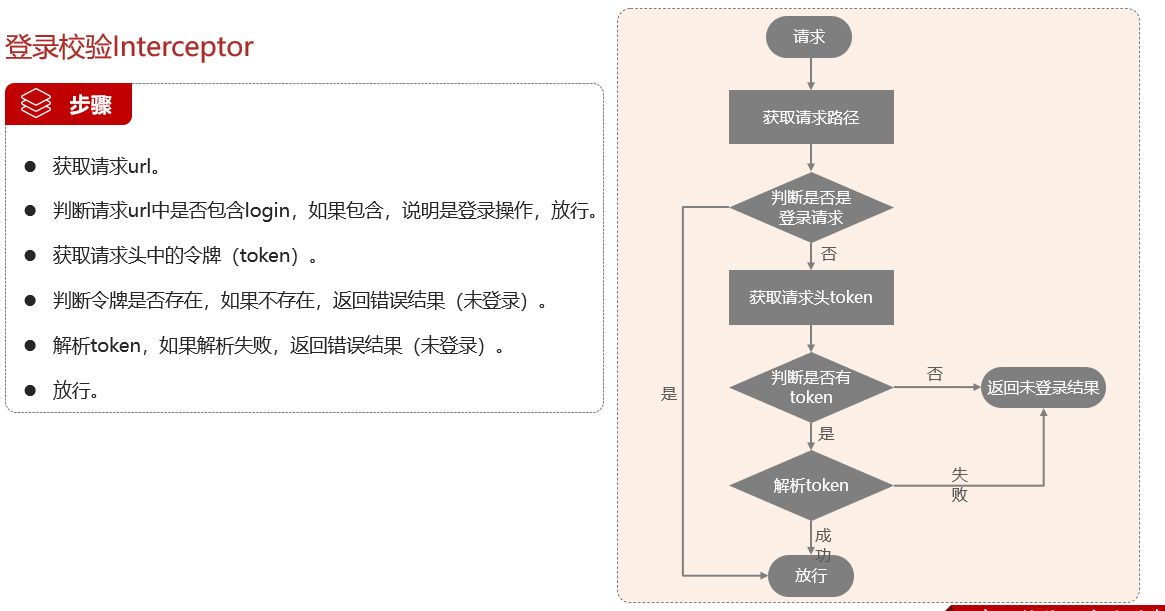 登录校验Interceptor
步骤
获取请求url。
判断请求url中是否包含login，如果包含，说明是登录操作，放行。
获取请求头中的令牌（token）。
判断令牌是否存在，如果不存在，返回错误结果（未登录）。
解析token，如果解析失败，返回错误结果（未登录）。
放行。
请求
获取请求路径
判断是否是
登录请求
否
获取请求头token
判断是否有
token
否
返回未登录结果
是
是
解析token
失
败
成
功
放行